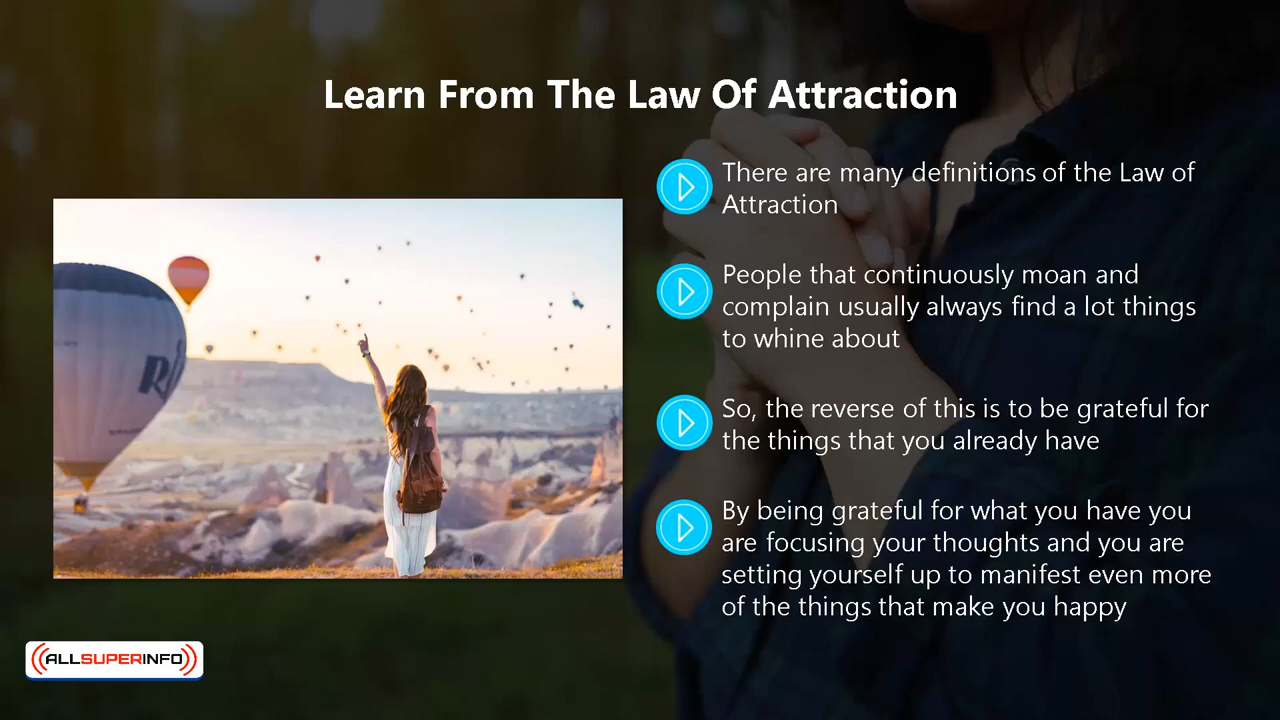 Learn From The Law Of Attraction
There are many definitions of the Law of
Attraction
People that continuously moan and
complain usually always find a lot things
to whine about
So, the reverse of this is to be grateful for
the things that you already have
By being grateful for what you have you
are focusing your thoughts and you are
setting yourself up to manifest even more
of the things that make you happy
ALLSUPERINFO